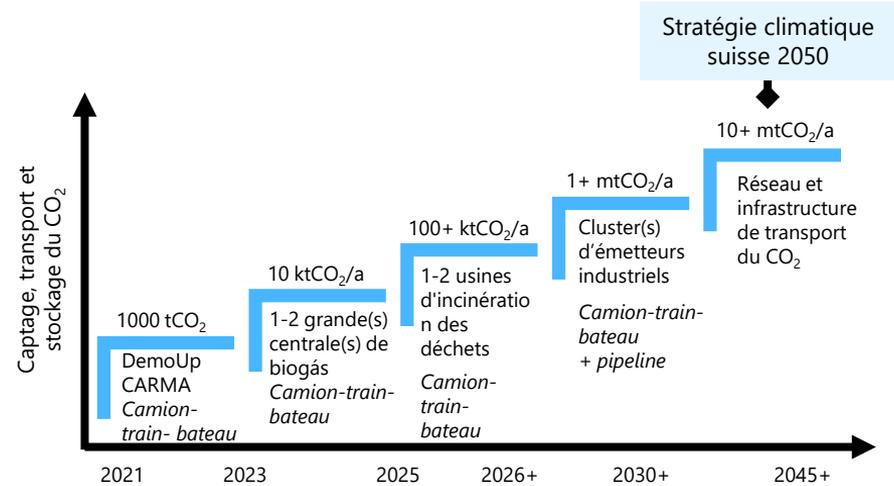 Stratégie climatique
suisse 2050
Captage, transport et
stockage du CO₂
10+ mtCO₂/a
Réseau et
infrastructure
de transport
du CO₂
1+ mtCO₂/a
Cluster(s)
d’émetteurs
industriels
Camion-train-
bateau
+ pipeline
100+ ktCO₂/a
1-2 usines
d'incinératio
n des
déchets
Camion-
train-
bateau
10 ktCO₂/a
1-2 grande(s)
centrale(s) de
biogás
Camion-train-
bateau
1000 tCO₂
DemoUp
CARMA
Camion-
train- bateau
2021
2023
2025
2026+
2030+
2045+